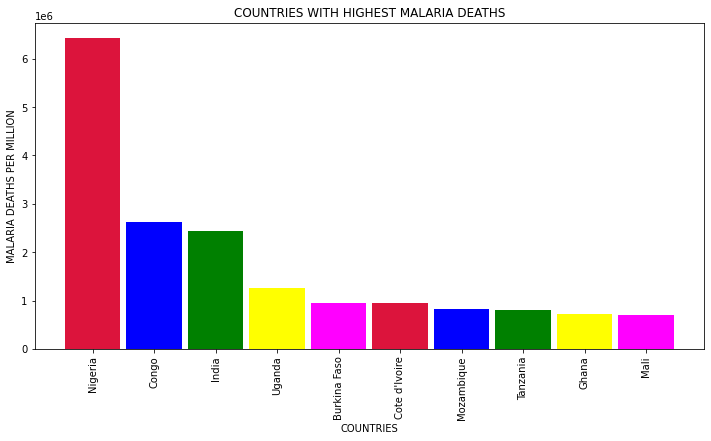 COUNTRIES WITH HIGHEST MALARIA DEATHS
1e6
MALARIA DEATHS PER MILLION
6
5
4
3
2
1
0
Nigeria
Congo
India
Uganda
Burkina Faso
Cote d"Ivoire
Mozambique
Tanzania
Ghana
Mali
COUNTRIES